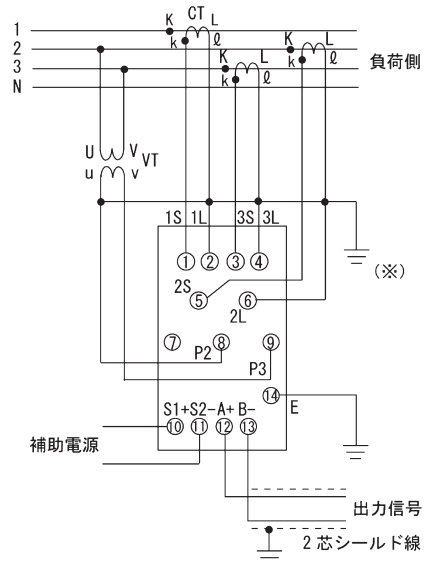 K CT L
1
k ℓ
2
K L
3
K L
k ℓ
負荷側
k ℓ
N
U V
VT
u v
1S 1L 3S 3L
① ② ③ ④
(※)
2S
⑤ ⑥
2L
⑦ ⑧ ⑨
P2
P3
⑭
E
S1+S2-A+B-
⑩ ⑪ ⑫ ⑬
補助電源
出力信号
2芯シールド線